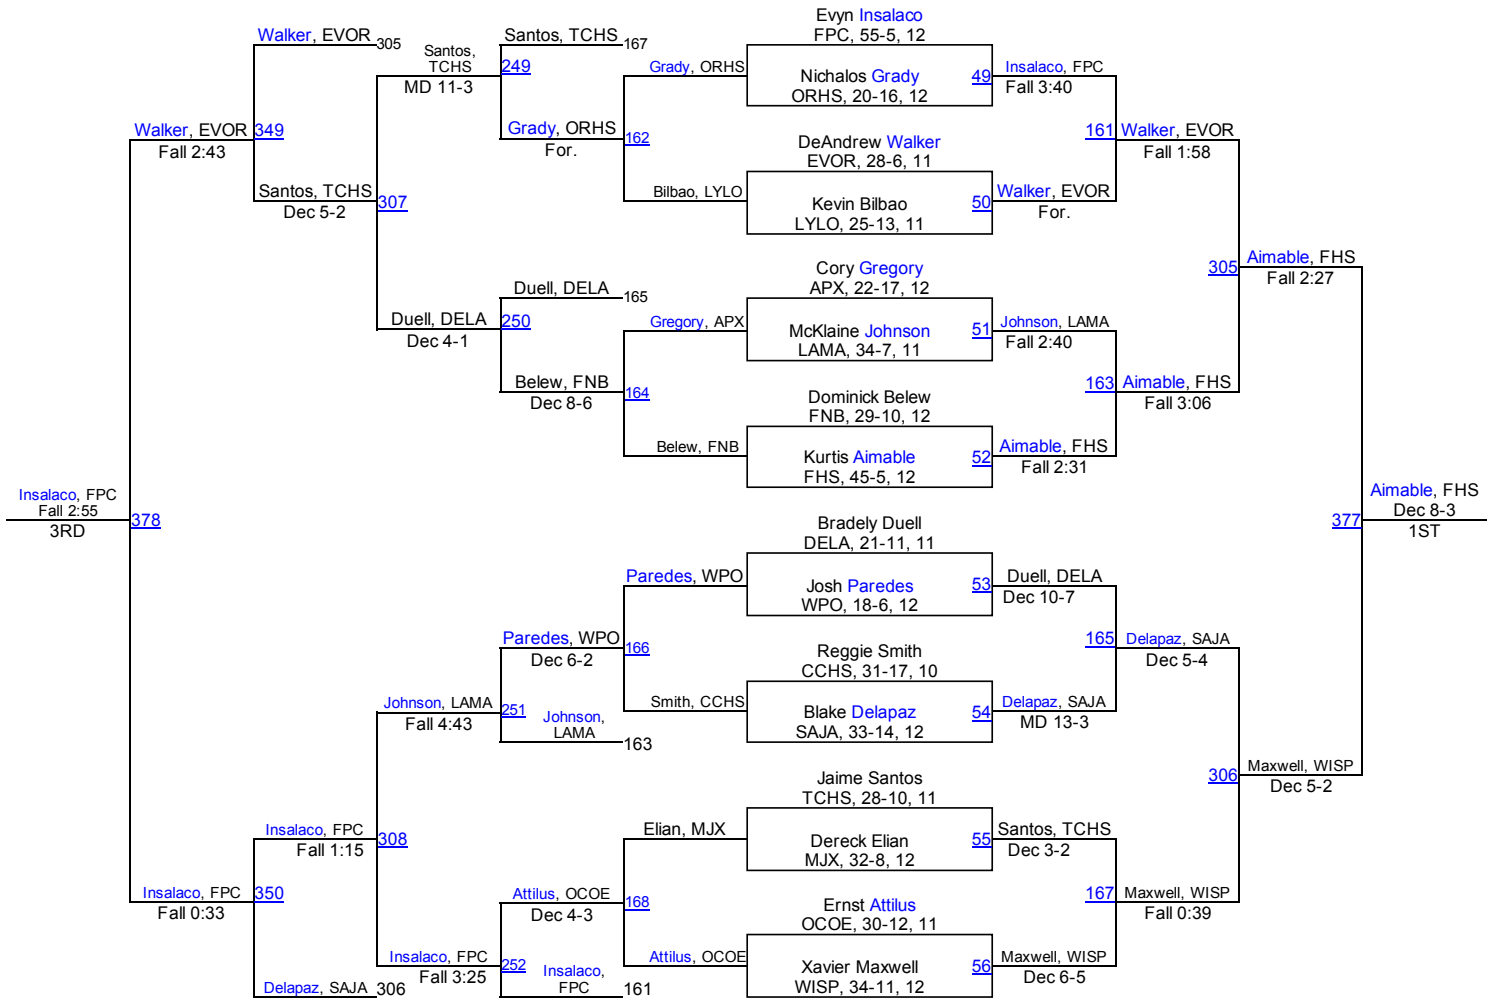 Evyn Insalaco
FPC, 55-5, 12
Walker, EVOR 305
Santos, TCHS 167
Santos,
TCHS
249
MD 11-3
Grady, ORHS
Nichalos Grady
ORHS, 20-16, 12
49
Insalaco, FPC
Fall 3:40
Walker, EVOR 349
Fall 2:43
Grady, ORHS
For.
162
DeAndrew Walker
EVOR, 28-6, 11
161 Walker, EVOR
Fall 1:58
Santos, TCHS
Dec 5-2
307
Bilbao, LYLO
Kevin Bilbao
LYLO, 25-13, 11
50
Walker, EVOR
For.
Cory Gregory
APX, 22-17, 12
305
Aimable, FHS
Fall 2:27
Duell, DELA 165
Duell, DELA 250
Dec 4-1
Gregory, APX
McKlaine Johnson
LAMA, 34-7, 11
51
Johnson, LAMA
Fall 2:40
Belew, FNB
Dec 8-6
164
Dominick Belew
FNB, 29-10, 12
163 Aimable, FHS
Fall 3:06
Belew, FNB
Kurtis Aimable
FHS, 45-5, 12
52
Aimable, FHS
Fall 2:31
Insalaco, FPC
Fall 2:55
3RD
378
Bradely Duell
DELA, 21-11, 11
377
Aimable, FHS
Dec 8-3
1ST
Paredes, WPO
Josh Paredes
WPO, 18-6, 12
53
Duell, DELA
Dec 10-7
Paredes, WPO
Dec 6-2
166
Reggie Smith
CCHS, 31-17, 10
165 Delapaz, SAJA
Dec 5-4
Johnson, LAMA
Fall 4:43
251
Johnson,
LAMA
163
Smith, CCHS
Blake Delapaz
SAJA, 33-14, 12
54
Delapaz, SAJA
MD 13-3
Jaime Santos
TCHS, 28-10, 11
306
Maxwell, WISP
Dec 5-2
Insalaco, FPC
Fall 1:15
308
Elian, MJX
Dereck Elian
MJX, 32-8, 12
55
Santos, TCHS
Dec 3-2
Insalaco, FPC
Fall 0:33
350
Attilus, OCOE
Dec 4-3
168
Ernst Attilus
OCOE, 30-12, 11
167 Maxwell, WISP
Fall 0:39
Insalaco, FPC
Fall 3:25
252
Insalaco,
FPC
161
Attilus, OCOE
Xavier Maxwell
WISP, 34-11, 12
56
Maxwell, WISP
Dec 6-5
Delapaz, SAJA 306